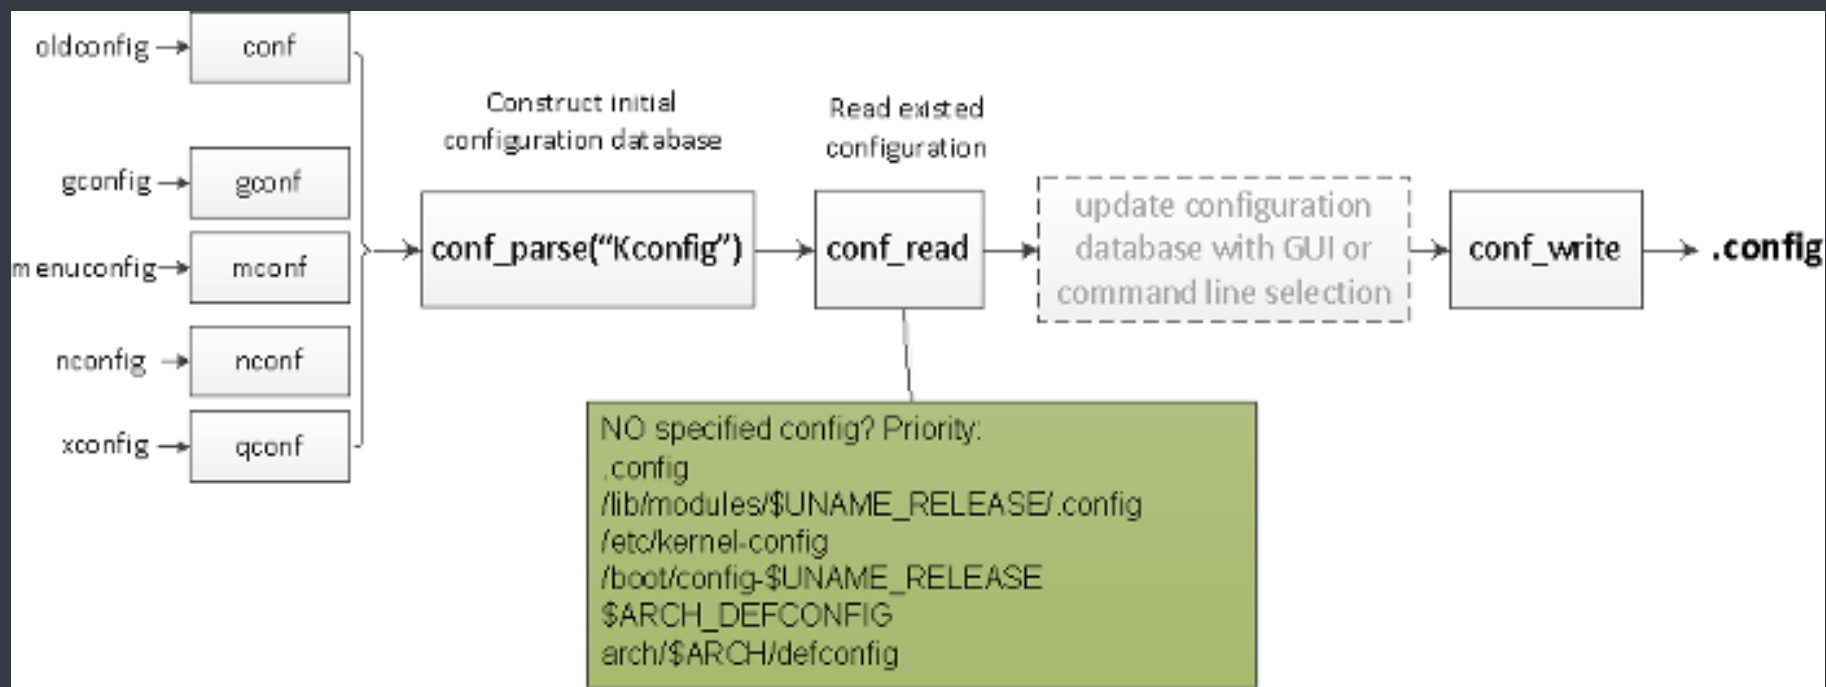 oldconfig
conf
gconfig
gconf
menuconfig
mconf
nconfig
nconf
xconfig
qconf
Construct initial
configuration database
conf_parse(“Kconfig”)
Read existed
configuration
conf_read
update configuration
database with GUI or
command line selection
conf_write
.config
NO specified config? Priority:
.config
/lib/modules/$UNAME_RELEASE/.config
/etc/kernel-config
/boot/config-$UNAME_RELEASE
$ARCH_DEFCONFIG
arch/$ARCH/defconfig